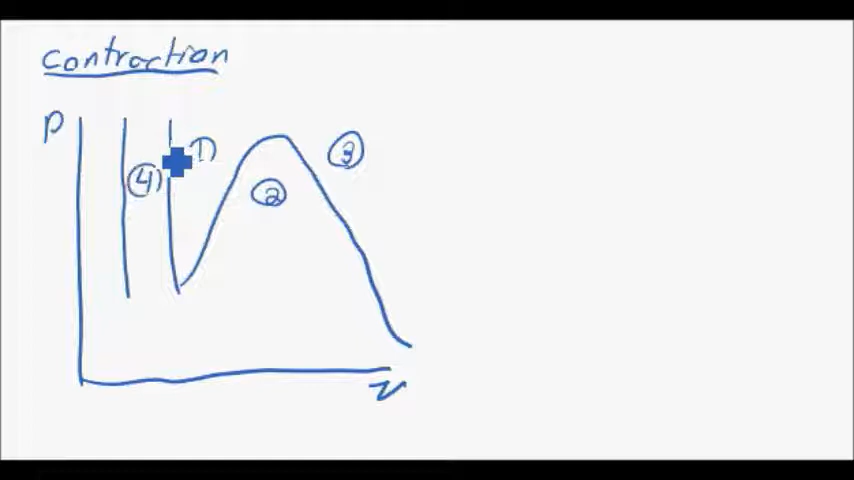 Contraction
P
④ ①
②
③
v